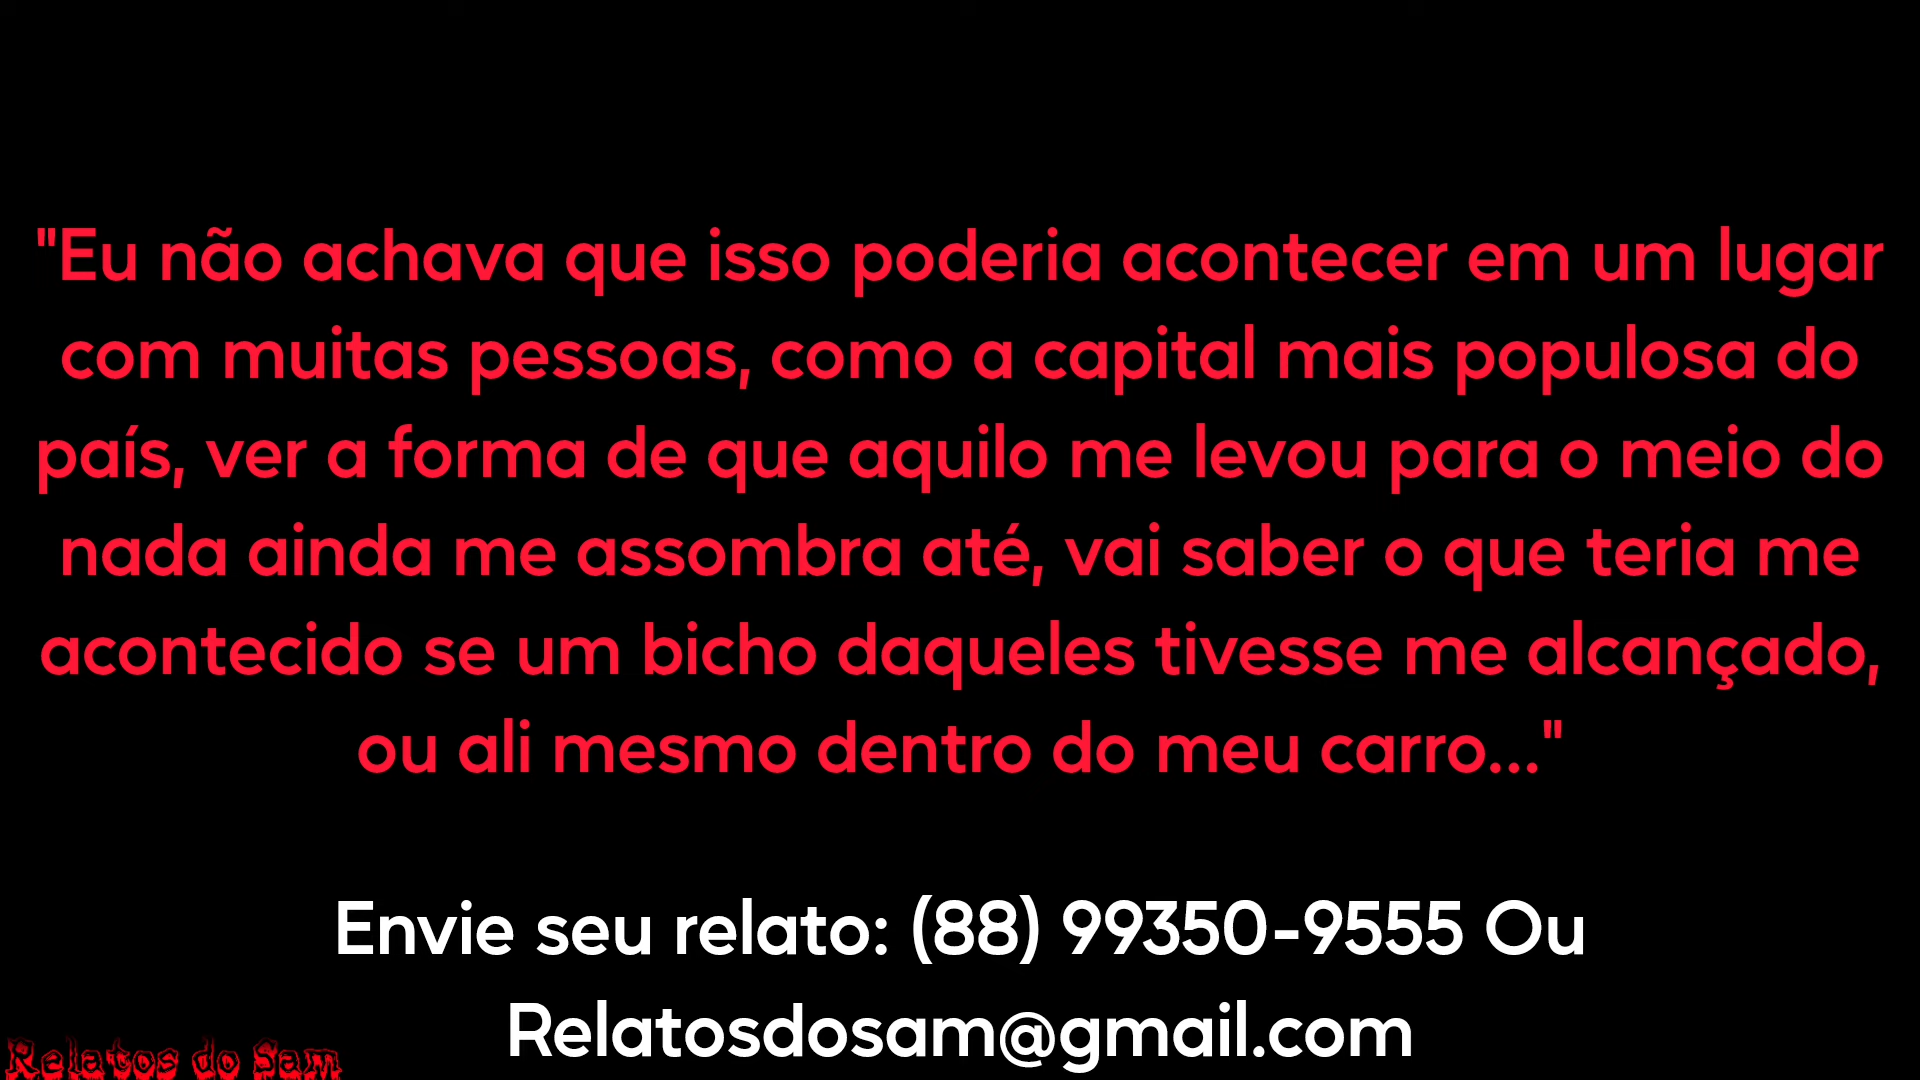 "Eu não achava que isso poderia acontecer em um lugar
com muitas pessoas, como a capital mais populosa do
país, ver a forma de que aquilo me levou para o meio do
nada ainda me assombra até, vai saber o que teria me
acontecido se um bicho daqueles tivesse me alcançado,
ou ali mesmo dentro do meu carro..."
Envie seu relato: (88) 99350-9555 Ou
Relatosdosam@gmail.com
Relatos do Sam